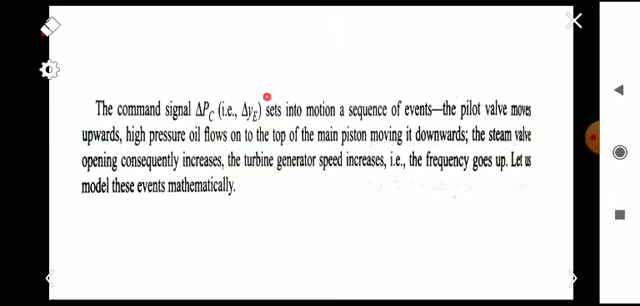 The command signal ΔP_C (i.e., Δy_E) sets into motion a sequence of events—the pilot valve moves
upwards, high pressure oil flows on to the top of the main piston moving it downwards; the steam valve
opening consequently increases, the turbine generator speed increases, i.e., the frequency goes up. Let us
model these events mathematically.